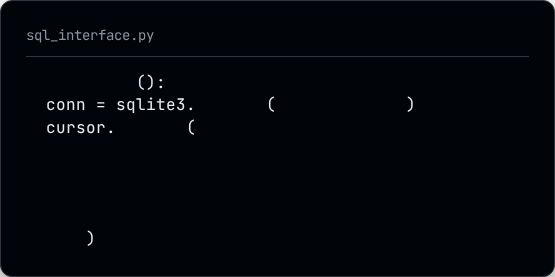 sql_interface.py
():
conn = sqlite3. ( )
cursor. (
)